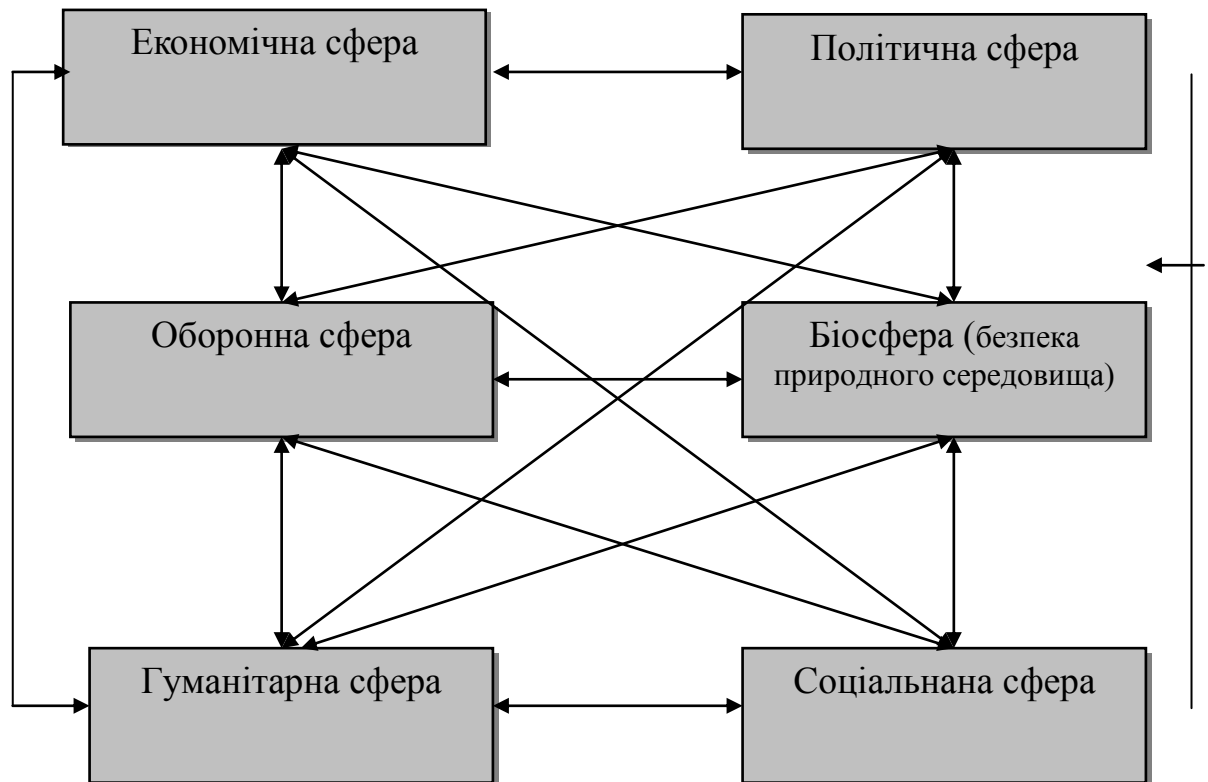 Економічна сфера
Політична сфера
Оборонна сфера
Біосфера (безпека
природного середовища)
Гуманітарна сфера
Соціальнана сфера